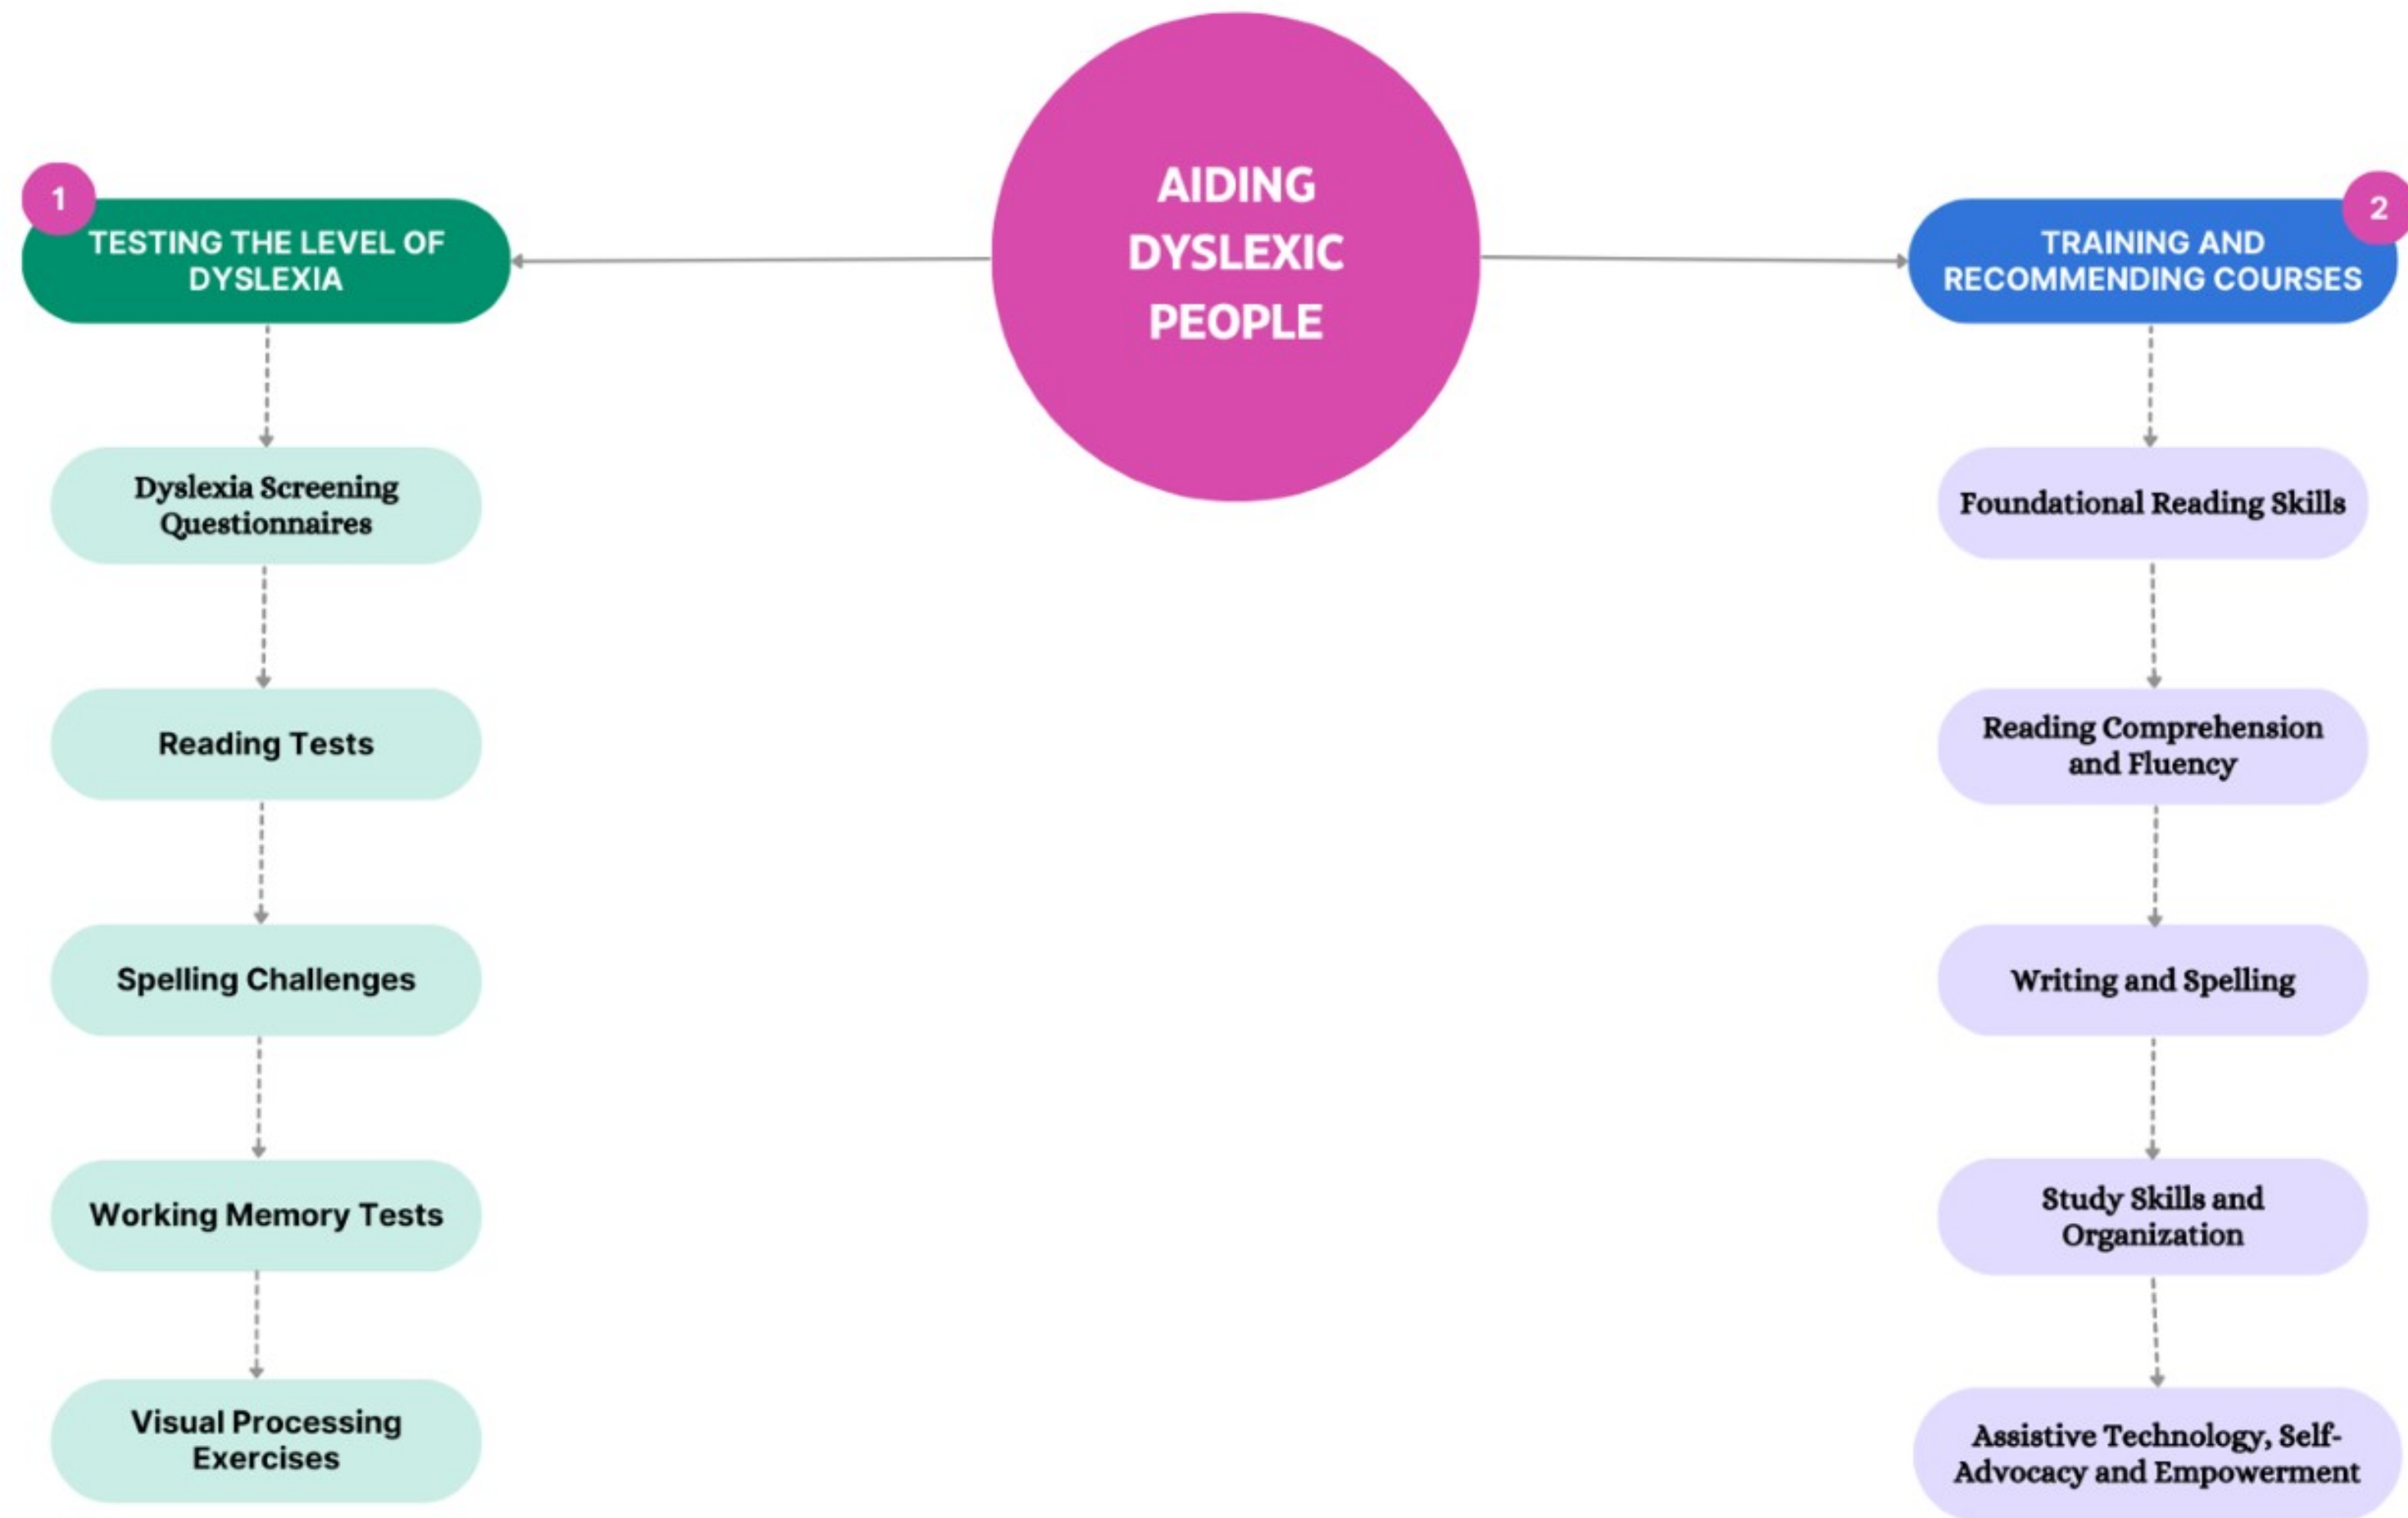 AIDING
DYSLEXIC
PEOPLE
1
TESTING THE LEVEL OF
DYSLEXIA
Dyslexia Screening
Questionnaires
Reading Tests
Spelling Challenges
Working Memory Tests
Visual Processing
Exercises
2
TRAINING AND
RECOMMENDING COURSES
Foundational Reading Skills
Reading Comprehension
and Fluency
Writing and Spelling
Study Skills and
Organization
Assistive Technology, Self-
Advocacy and Empowerment